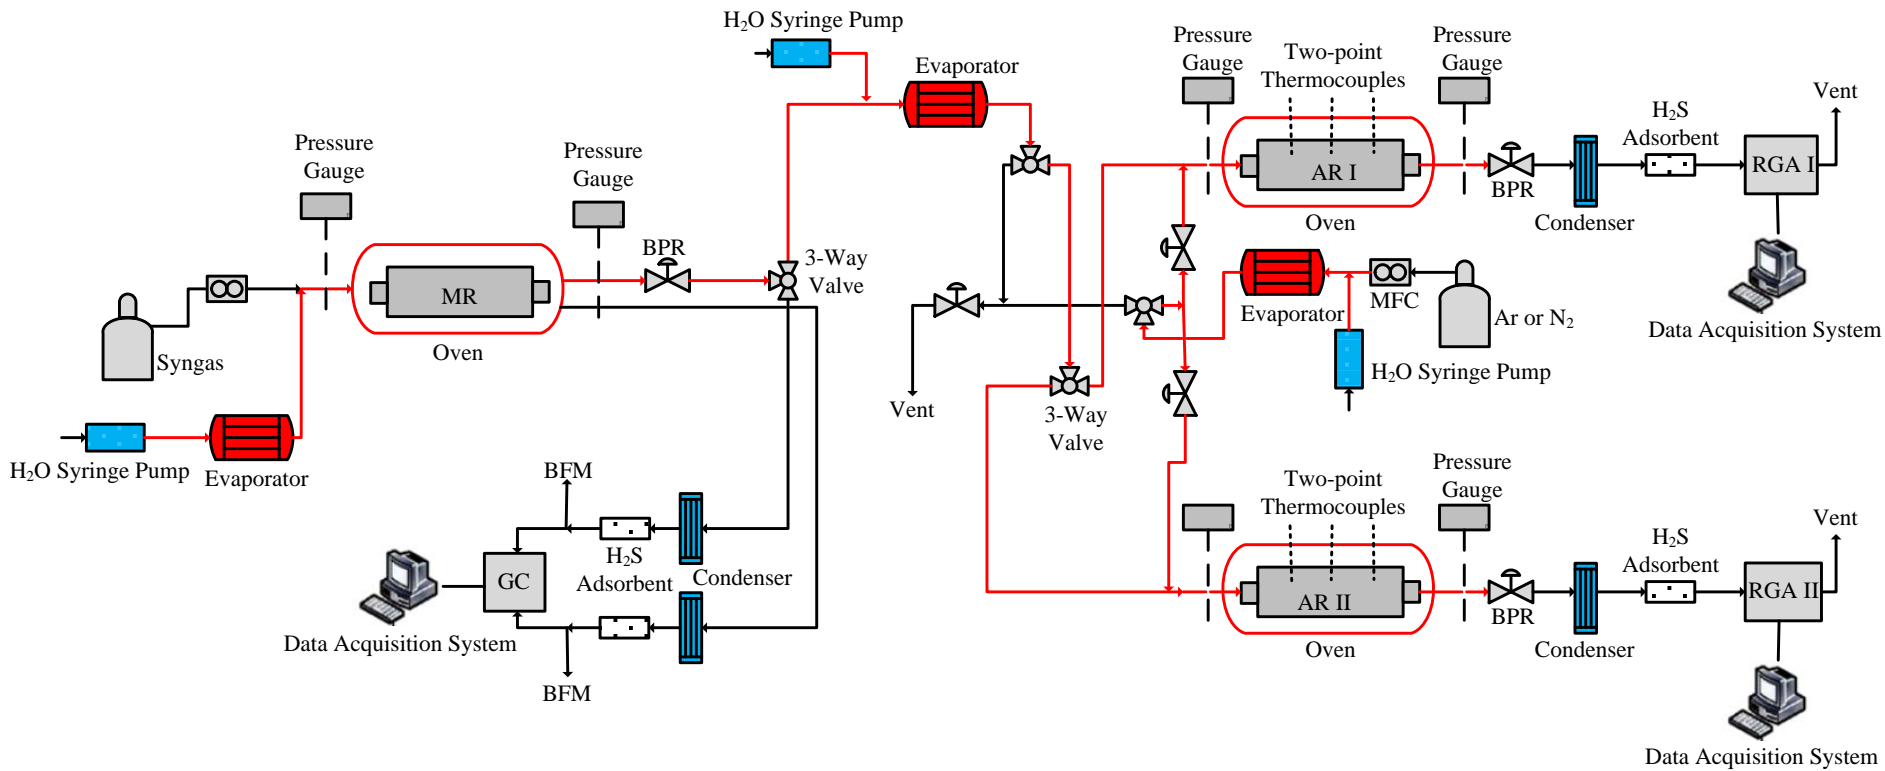 H₂O Syringe Pump
Evaporator
Pressure
Gauge
Two-point
Thermocouples
Pressure
Gauge
Vent
H₂S
Adsorbent
AR I
BPR
RGA I
Oven
Condenser
Pressure
Gauge
Pressure
Gauge
BPR
3-Way
Valve
MR
Oven
Syngas
Evaporator
MFC
Ar or N₂
Data Acquisition System
H₂O Syringe Pump
Vent
3-Way
Valve
H₂O Syringe Pump
Evaporator
BFM
H₂S
Adsorbent
Condenser
GC
Data Acquisition System
BFM
Two-point
Thermocouples
Pressure
Gauge
Vent
H₂S
Adsorbent
AR II
BPR
RGA II
Oven
Condenser
Data Acquisition System